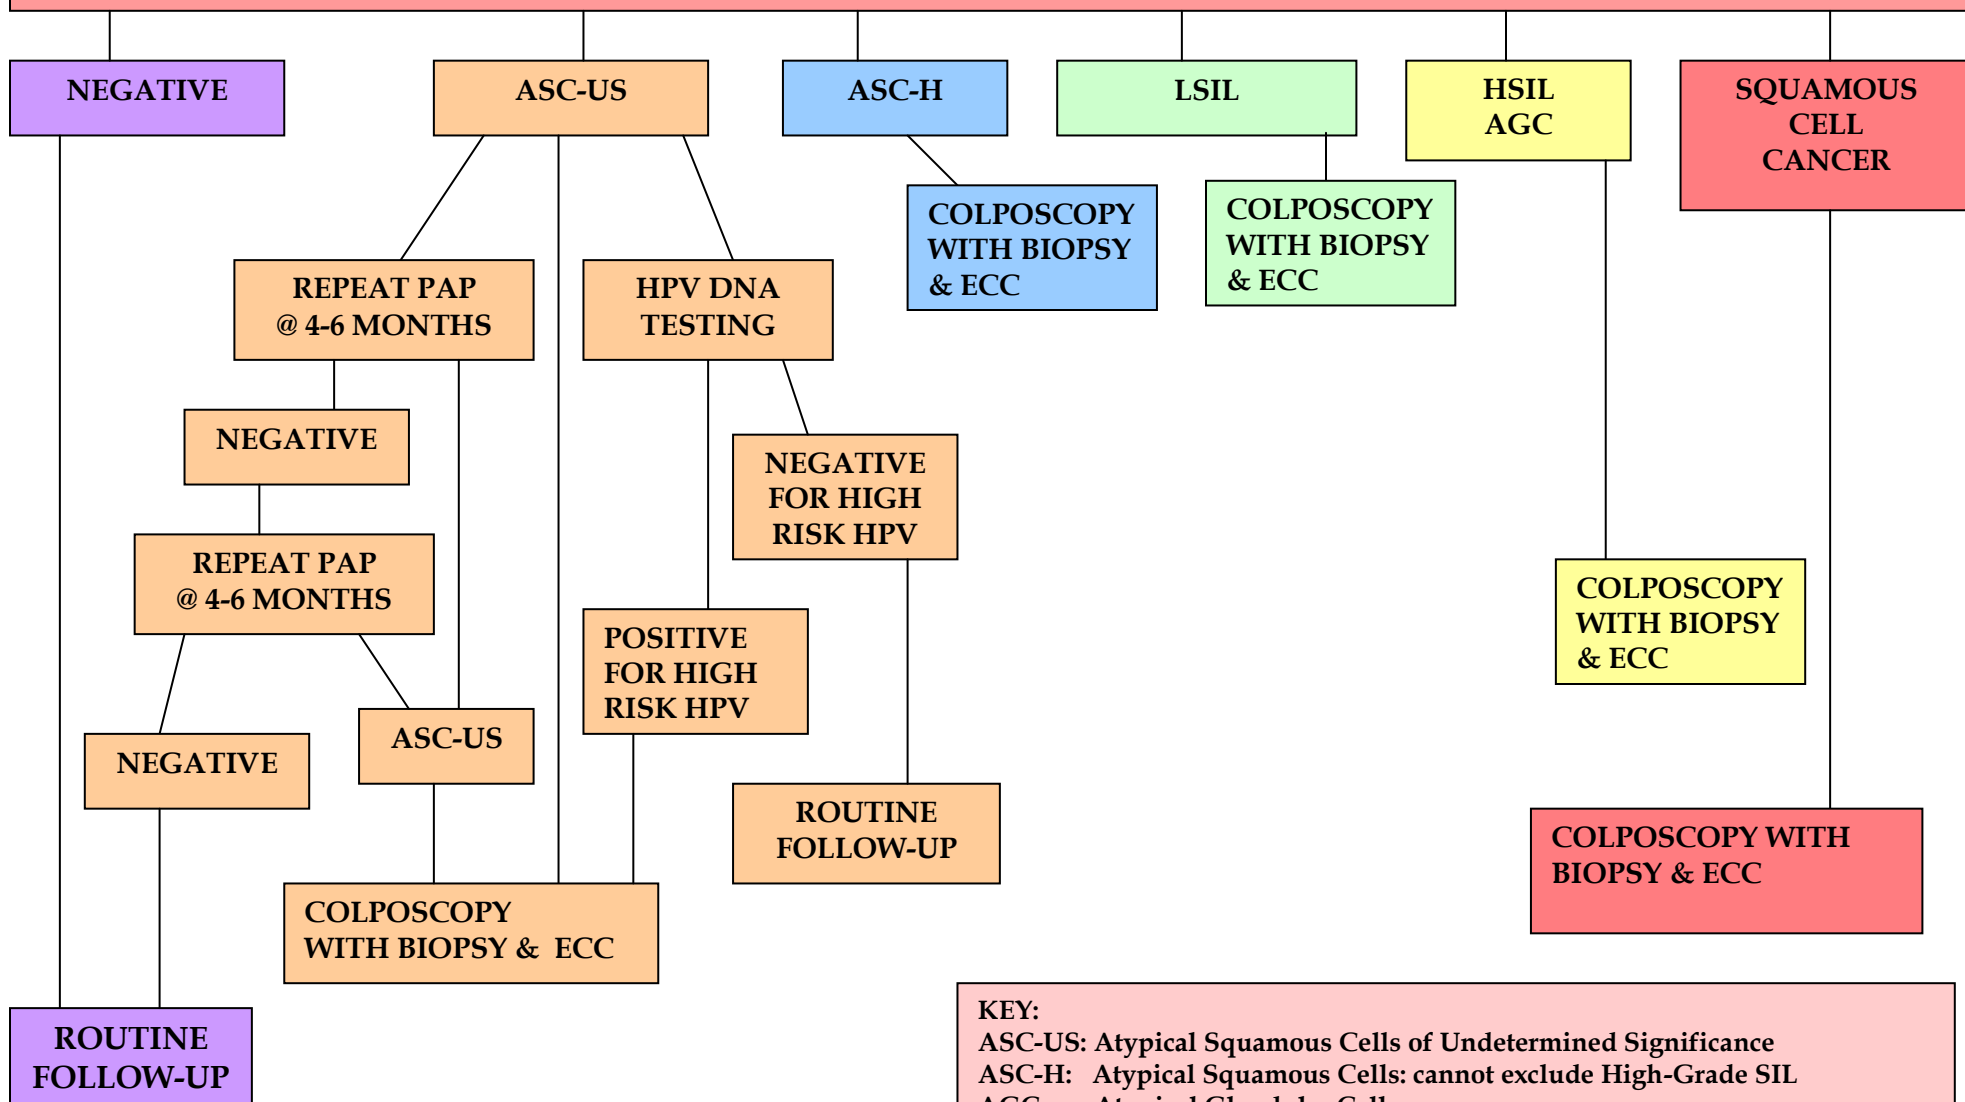 NEGATIVE
ASC-US
ASC-H
LSIL
HSIL
AGC
SQUAMOUS
CELL
CANCER
COLPOSCOPY
WITH BIOPSY
& ECC
COLPOSCOPY
WITH BIOPSY
& ECC
REPEAT PAP
@ 4-6 MONTHS
HPV DNA
TESTING
NEGATIVE
NEGATIVE
FOR HIGH
RISK HPV
REPEAT PAP
@ 4-6 MONTHS
COLPOSCOPY
WITH BIOPSY
& ECC
POSITIVE
FOR HIGH
RISK HPV
ASC-US
NEGATIVE
ROUTINE
FOLLOW-UP
COLPOSCOPY WITH
BIOPSY & ECC
COLPOSCOPY
WITH BIOPSY & ECC
ROUTINE
FOLLOW-UP
KEY:
ASC-US: Atypical Squamous Cells of Undetermined Significance
ASC-H: Atypical Squamous Cells: cannot exclude High-Grade SIL